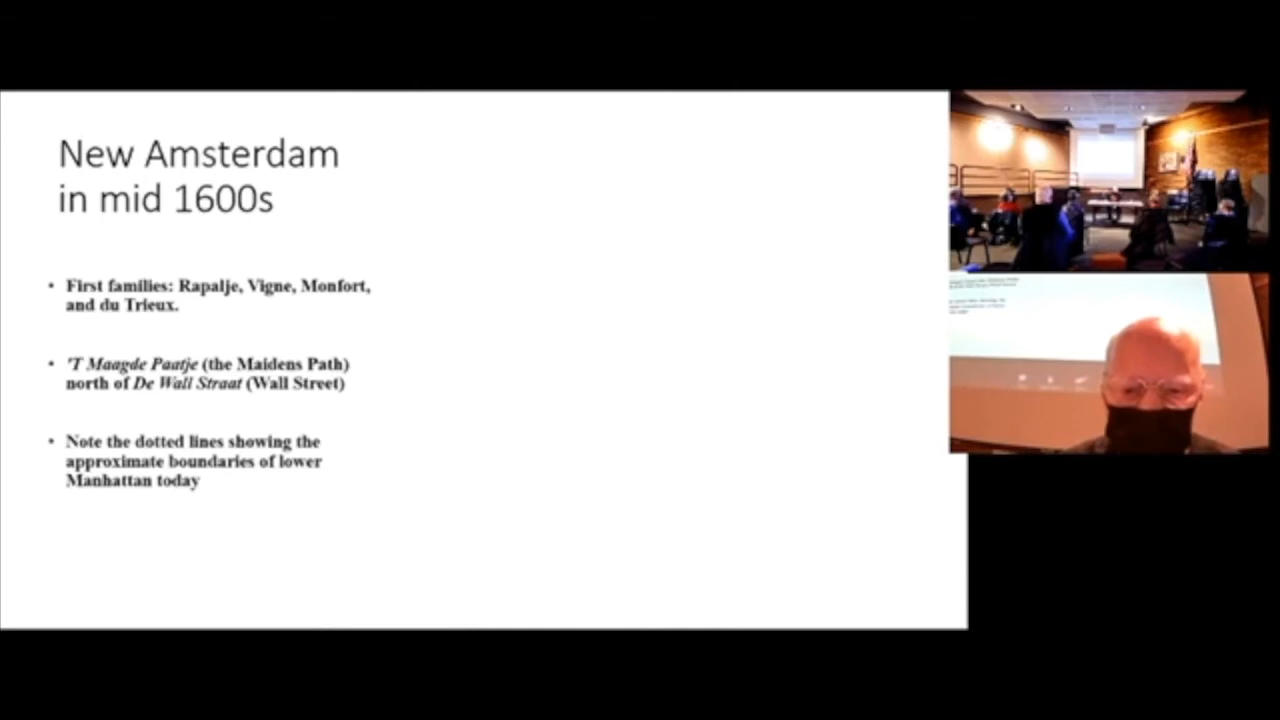 New Amsterdam
in mid 1600s
• First families: Rapalje, Vigne, Monfort,
and du Trieux.
• 'T Maagde Paatje (the Maidens Path)
north of De Wall Straat (Wall Street)
• Note the dotted lines showing the
approximate boundaries of lower
Manhattan today